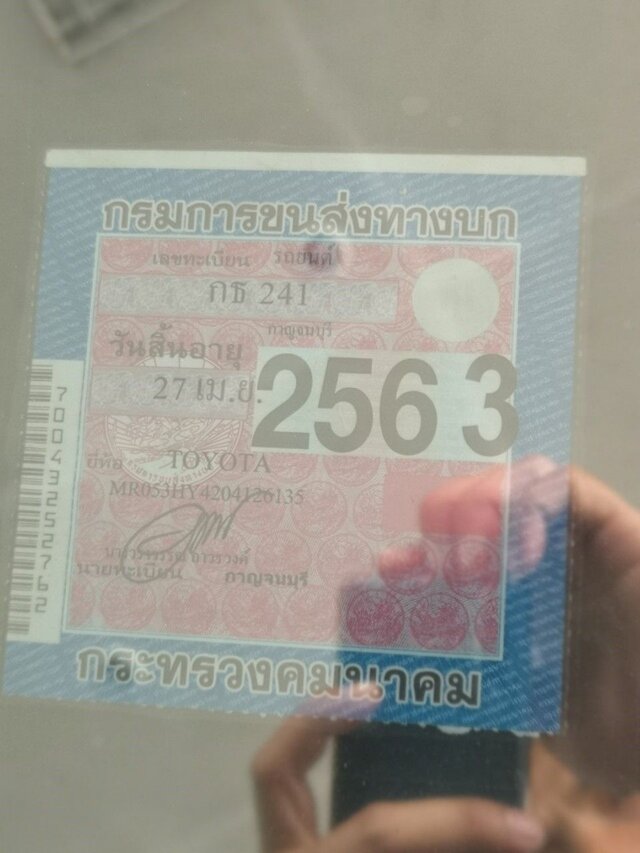 กรมการขนส่งทางบก
เลขทะเบียน รถยนต์
กธ 241
กาญจนบุรี
วันสิ้นอายุ
27 เม.ย. 2563
ยี่ห้อ TOYOTA
MR053HY4204126135
นายทะเบียน กาญจนบุรี
กระทรวงคมนาคม
70043252762